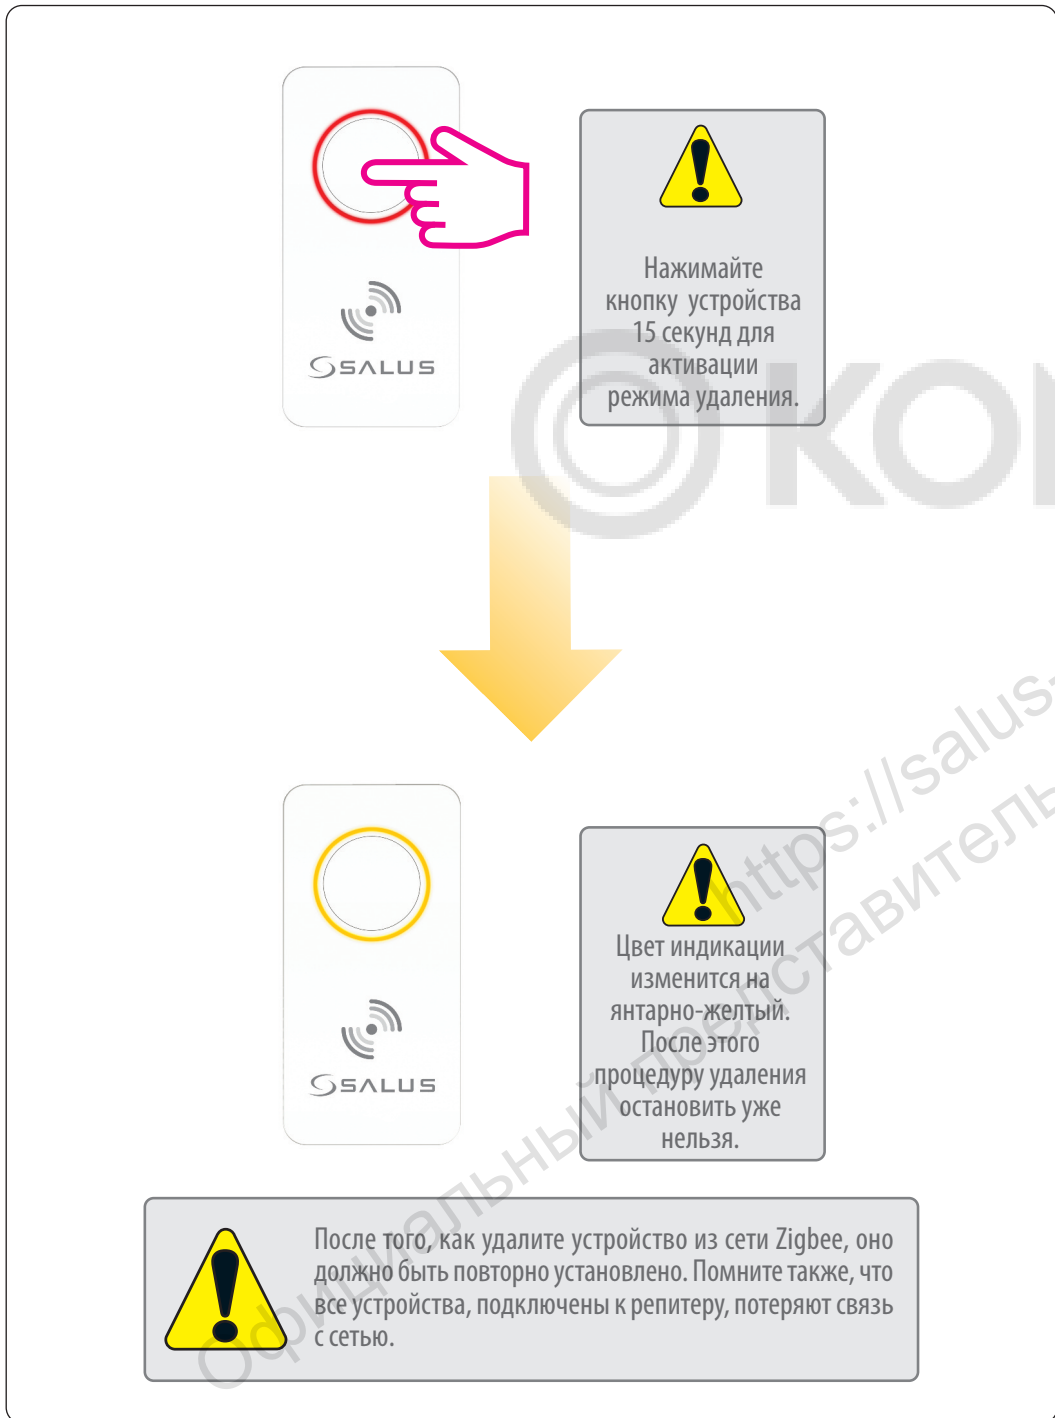 Нажимайте
кнопку устройства
15 секунд для
активации
режима удаления.
SALUS
KO
https://salus-
Официальный представитель
Цвет индикации
изменится на
янтарно-желтый.
После этого
процедуру удаления
остановить уже
нельзя.
SALUS
После того, как удалите устройство из сети Zigbee, оно
должно быть повторно установлено. Помните также, что
все устройства, подключены к репитеру, потеряют связь
с сетью.